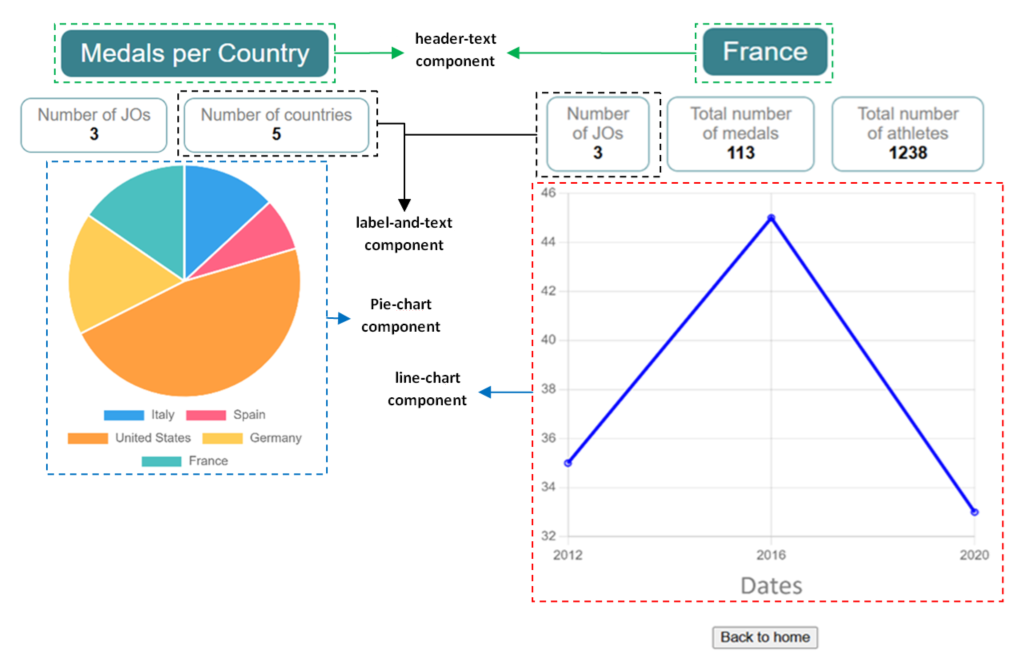 Medals per Country
header-text
component
France
Number of JOs
3
Number of countries
5
Number
of JOs
3
Total number
of medals
113
Total number
of athletes
1238
label-and-text
component
Pie-chart
component
line-chart
component
Italy
Spain
United States
Germany
France
46
44
42
40
38
36
34
32
2012
2016
2020
Dates
Back to home